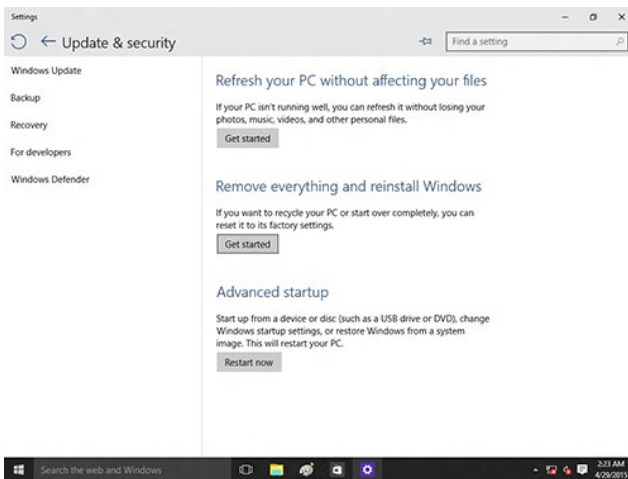 Settings
Update & security
Find a setting
Windows Update
Backup
Recovery
For developers
Windows Defender
Refresh your PC without affecting your files
If your PC isn't running well, you can refresh it without losing your
photos, music, videos, and other personal files.
Get started
Remove everything and reinstall Windows
If you want to recycle your PC or start over completely, you can
reset it to its factory settings.
Get started
Advanced startup
Start up from a device or disc (such as a USB drive or DVD), change
Windows startup settings, or restore Windows from a system
image. This will restart your PC.
Restart now
Search the web and Windows
2:23 AM
4/29/2015